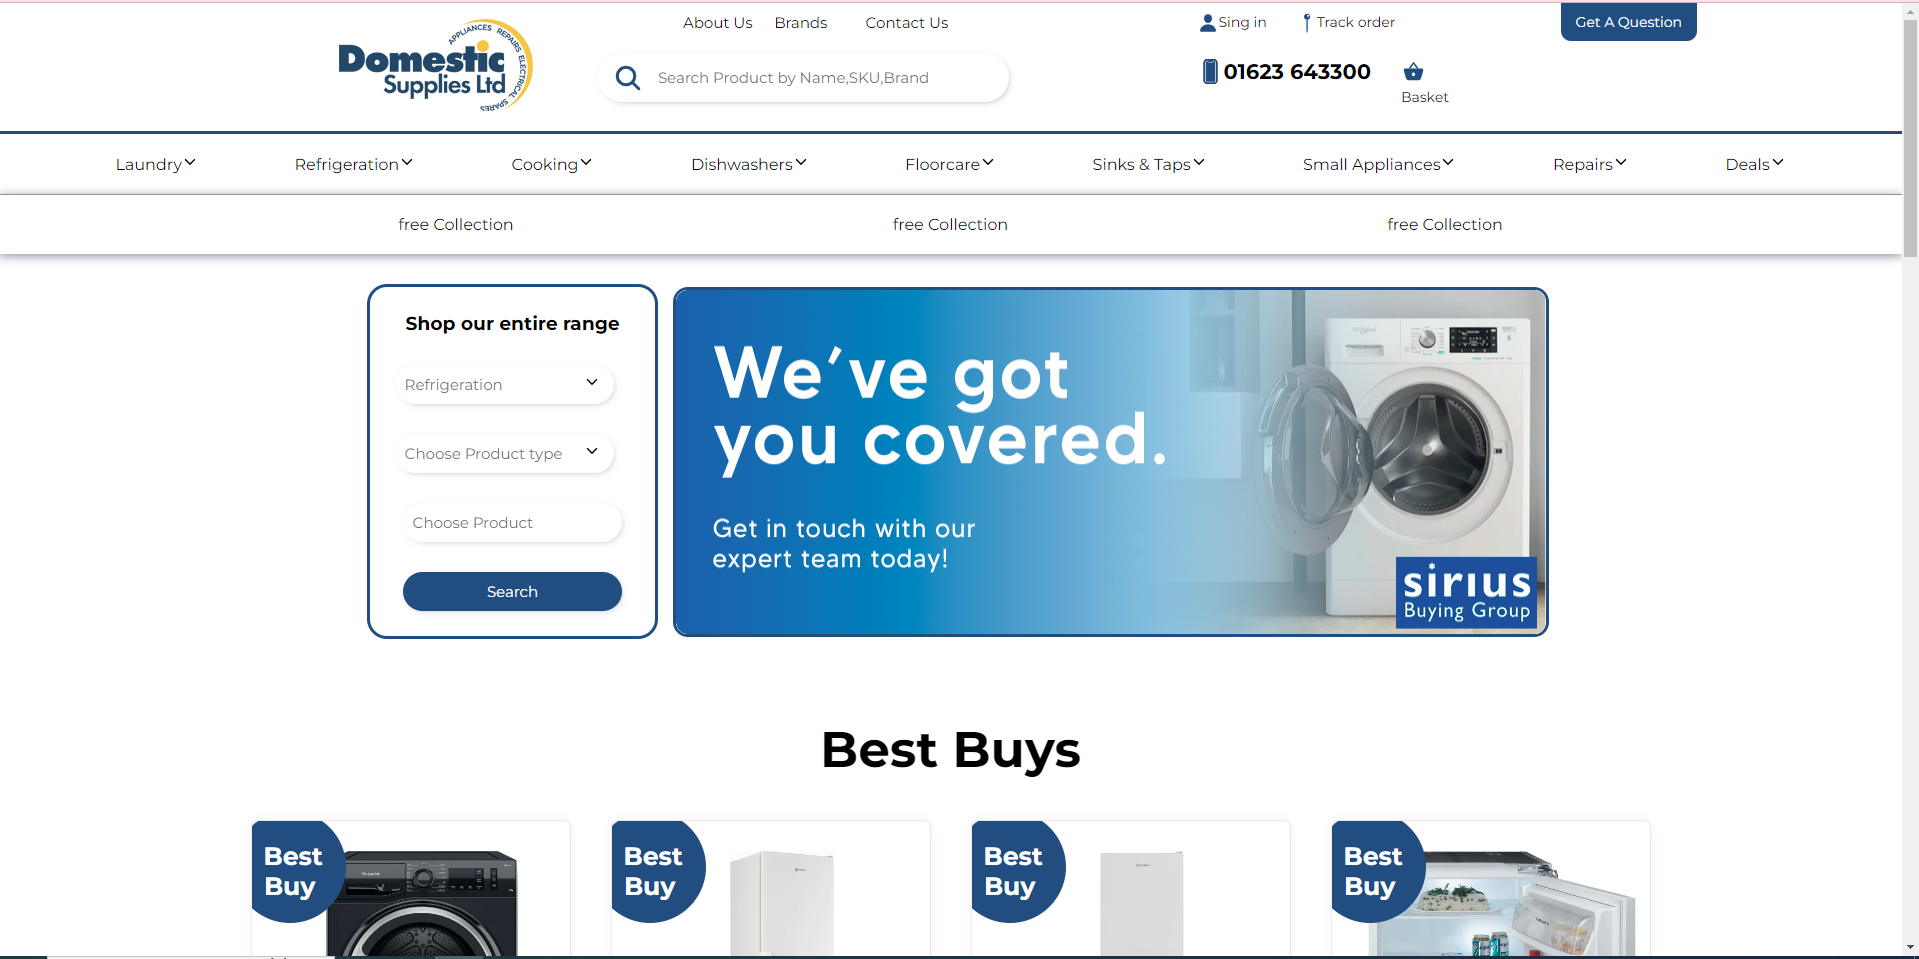 About Us Brands Contact Us
Sing in Track order
Get A Question
APPLIANCES REPAIRS ELECTRICAL SPARES
Domestic
Supplies Ltd
Search Product by Name,SKU,Brand
01623 643300
Basket
Laundry Refrigeration Cooking Dishwashers Floorcare Sinks & Taps Small Appliances Repairs Deals
free Collection free Collection free Collection
Shop our entire range
Refrigeration
Choose Product type
Choose Product
Search
We've got
you covered.
Get in touch with our
expert team today!
Whirlpool
sirius
Buying Group
Best Buys
Best
Buy
Best
Buy
Best
Buy
Best
Buy